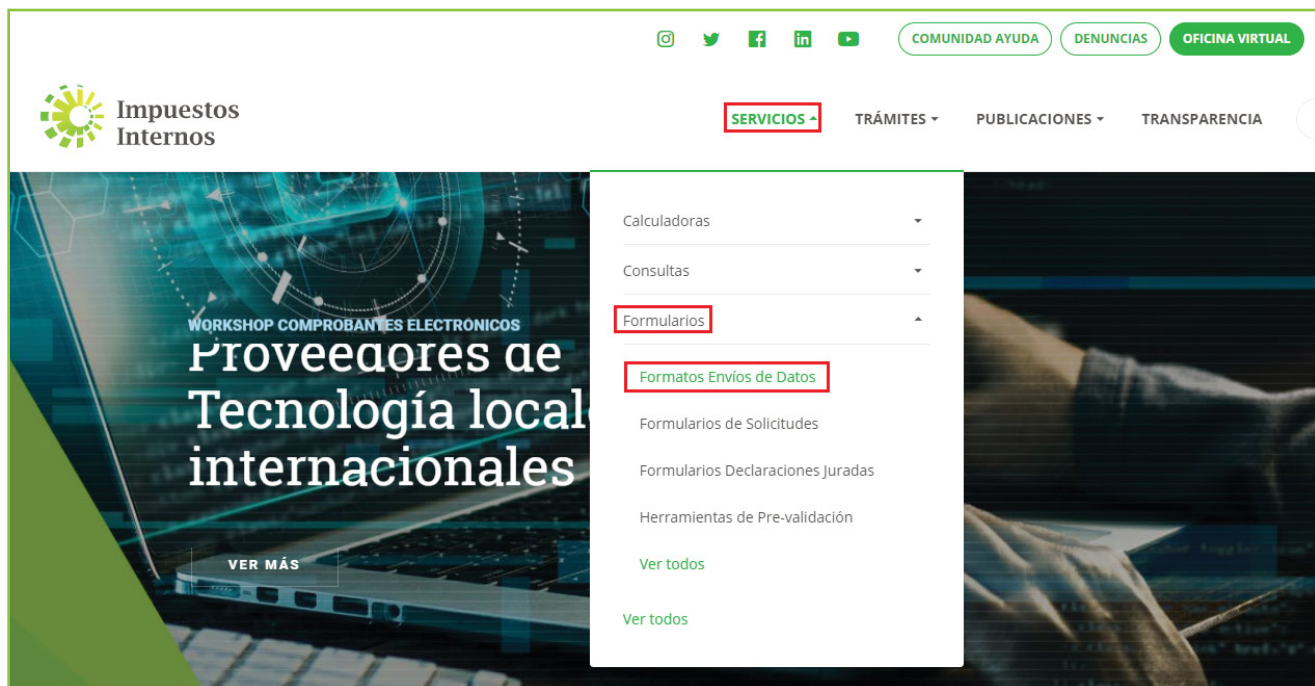 COMUNIDAD AYUDA
DENUNCIAS
OFICINA VIRTUAL
Impuestos
Internos
SERVICIOS
TRÁMITES
PUBLICACIONES
TRANSPARENCIA
Calculadoras
Consultas
Formularios
Formatos Envíos de Datos
Formularios de Solicitudes
Formularios Declaraciones Juradas
Herramientas de Pre-validación
Ver todos
Ver todos
WORKSHOP COMPROBANTES ELECTRÓNICOS
Proveedores de
Tecnología local
internacionales
VER MÁS